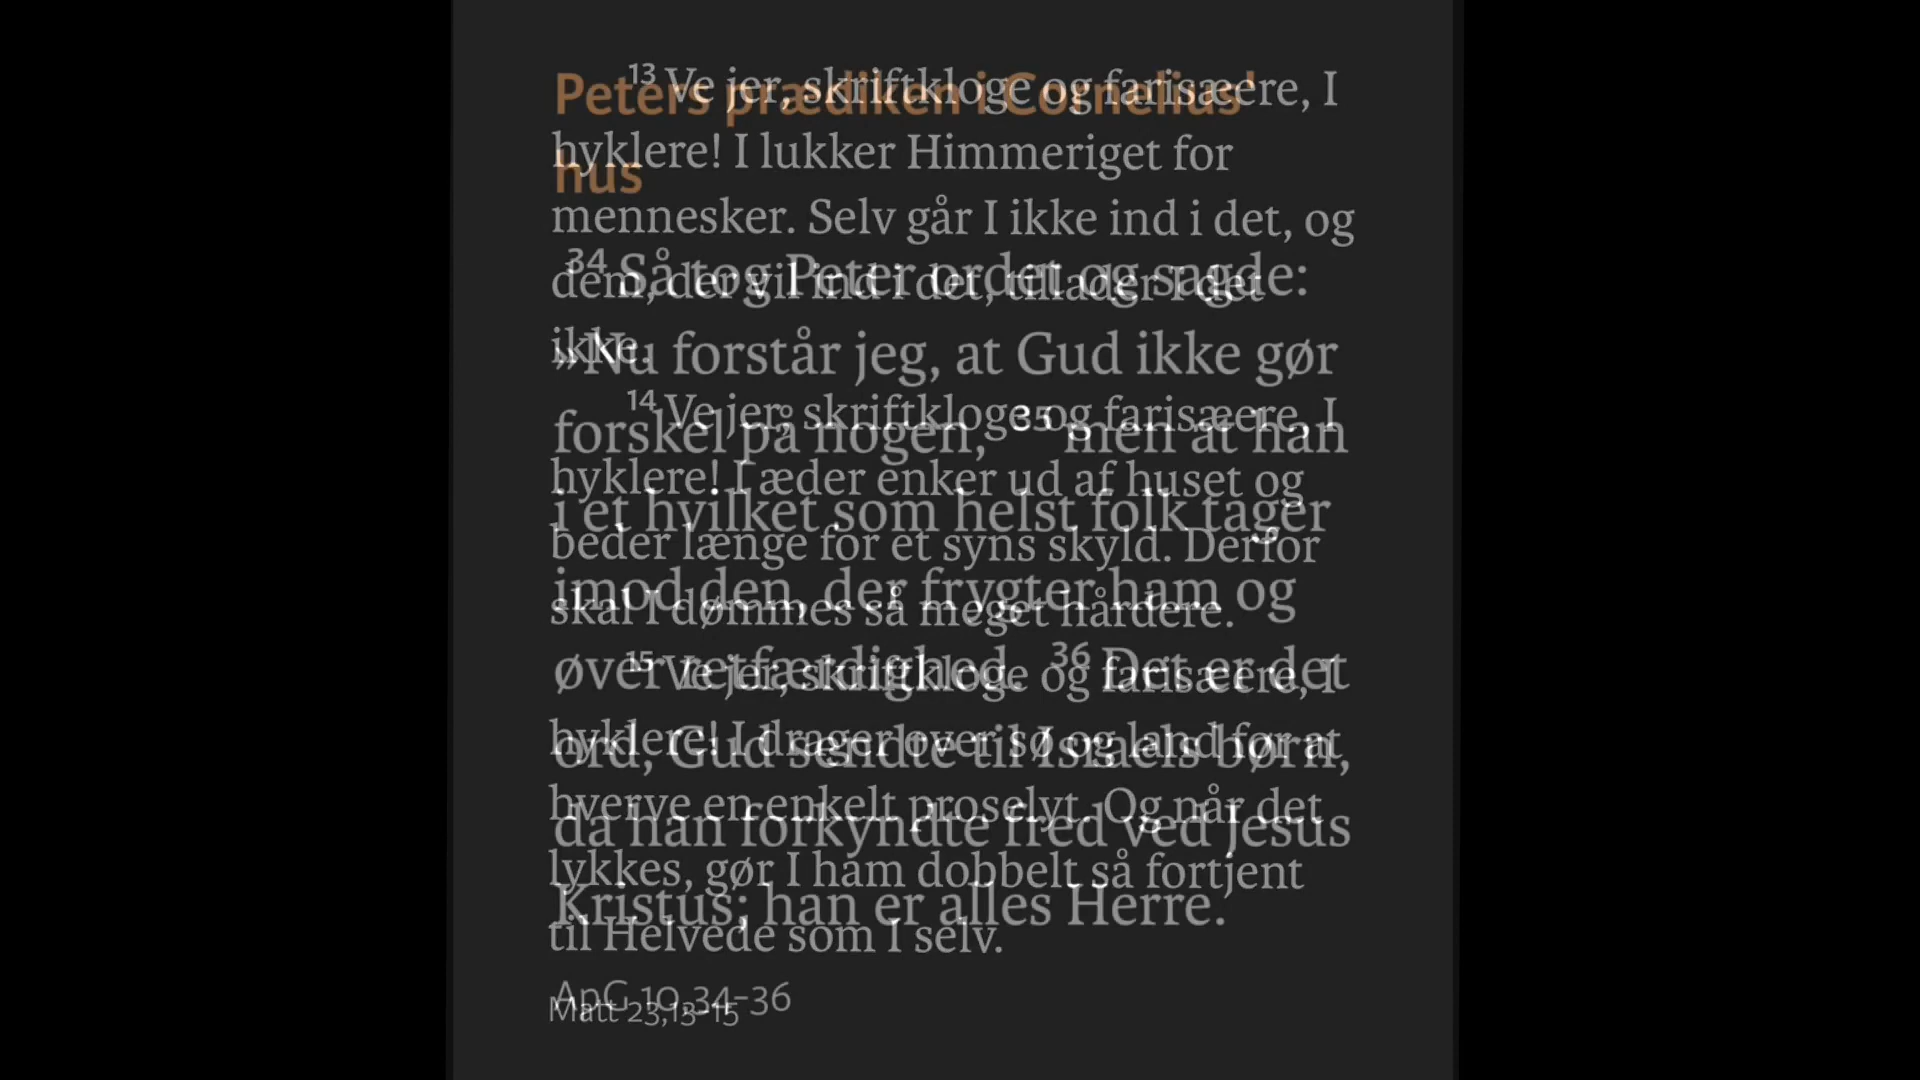 Peters prædiken i Cornelius'
hus
34 Så tog Peter ordet og sagde:
»Nu forstår jeg, at Gud ikke gør
forskel på nogen, 35 men at han
i et hvilket som helst folk tager
imod den, der frygter ham og
øver retfærdighed. 36 Det er det
ord, Gud sendte til Israels børn,
da han forkyndte fred ved Jesus
Kristus; han er alles Herre.
ApG 10,34-36
13 Ve jer, skriftkloge og farisæere, I
hyklere! I lukker Himmeriget for
mennesker. Selv går I ikke ind i det, og
dem, der vil ind i det, tillader I det
ikke.
14 Ve jer, skriftkloge og farisæere, I
hyklere! I æder enker ud af huset og
beder længe for et syns skyld. Derfor
skal I dømmes så meget hårdere.
15 Ve jer, skriftkloge og farisæere, I
hyklere! I drager over sø og land for at
hverve en enkelt proselyt. Og når det
lykkes, gør I ham dobbelt så fortjent
til Helvede som I selv.
Matt 23,13-15